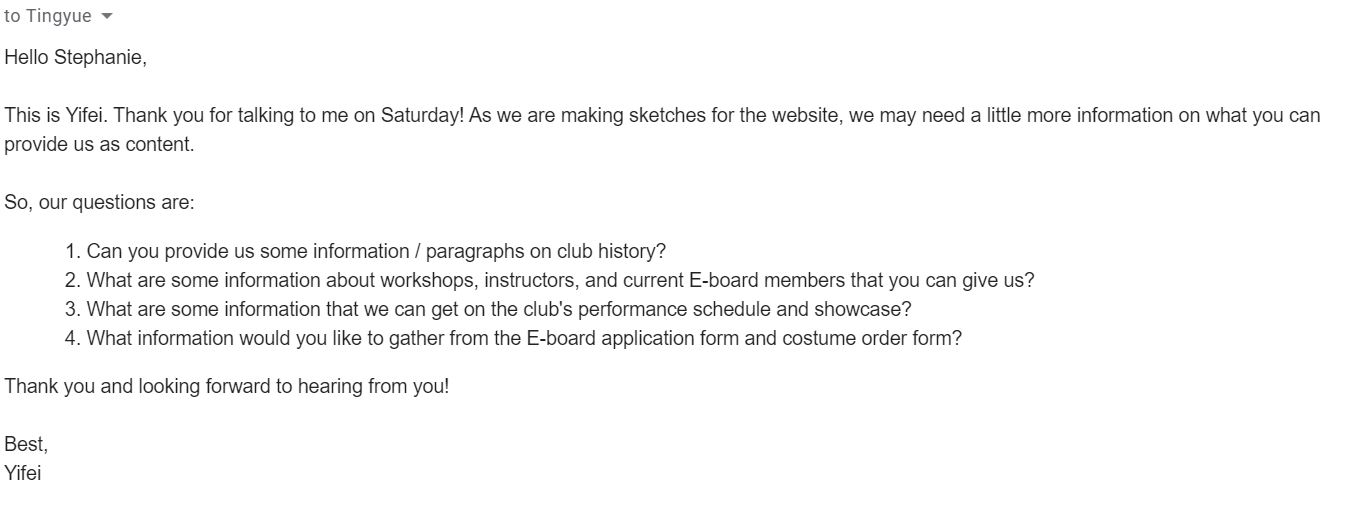 to Tingyue
Hello Stephanie,
This is Yifei. Thank you for talking to me on Saturday! As we are making sketches for the website, we may need a little more information on what you can
provide us as content.
So, our questions are:
1. Can you provide us some information / paragraphs on club history?
2. What are some information about workshops, instructors, and current E-board members that you can give us?
3. What are some information that we can get on the club's performance schedule and showcase?
4. What information would you like to gather from the E-board application form and costume order form?
Thank you and looking forward to hearing from you!
Best,
Yifei